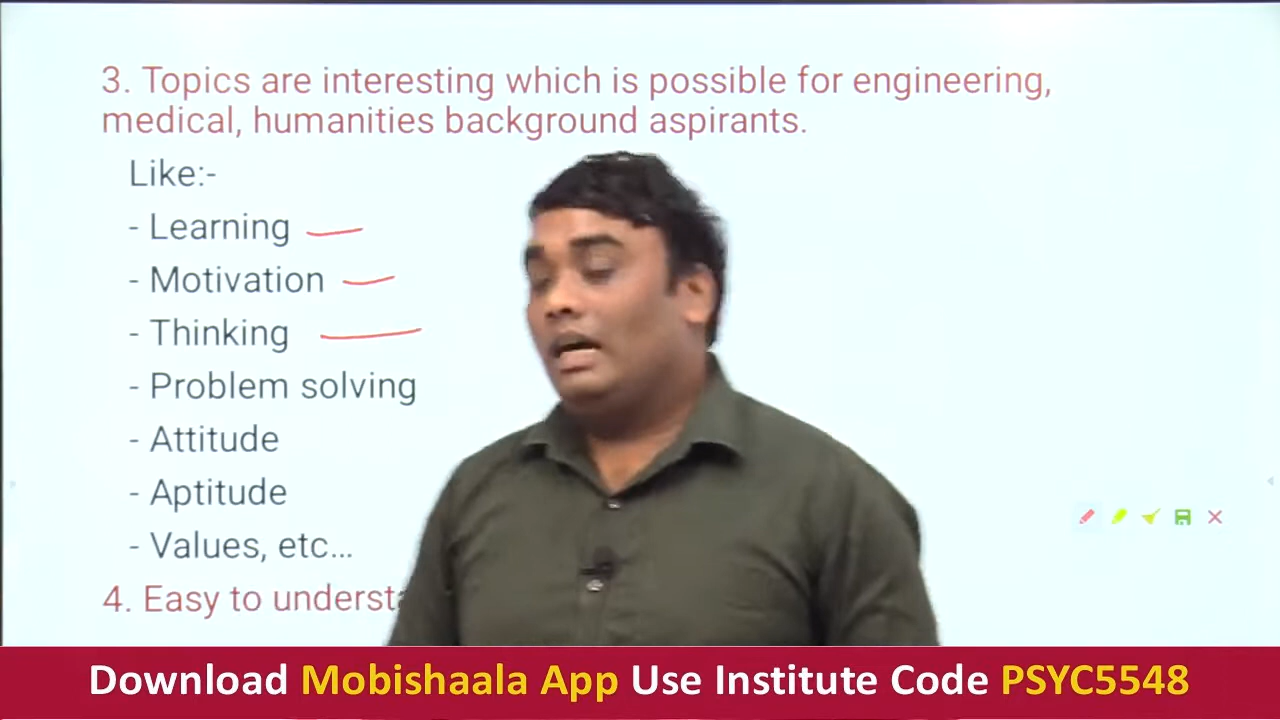 3. Topics are interesting which is possible for engineering,
medical, humanities background aspirants.
Like:-
- Learning
- Motivation
- Thinking
- Problem solving
- Attitude
- Aptitude
- Values, etc...
4. Easy to
Download Mobishaala App Use Institute Code PSYC5548